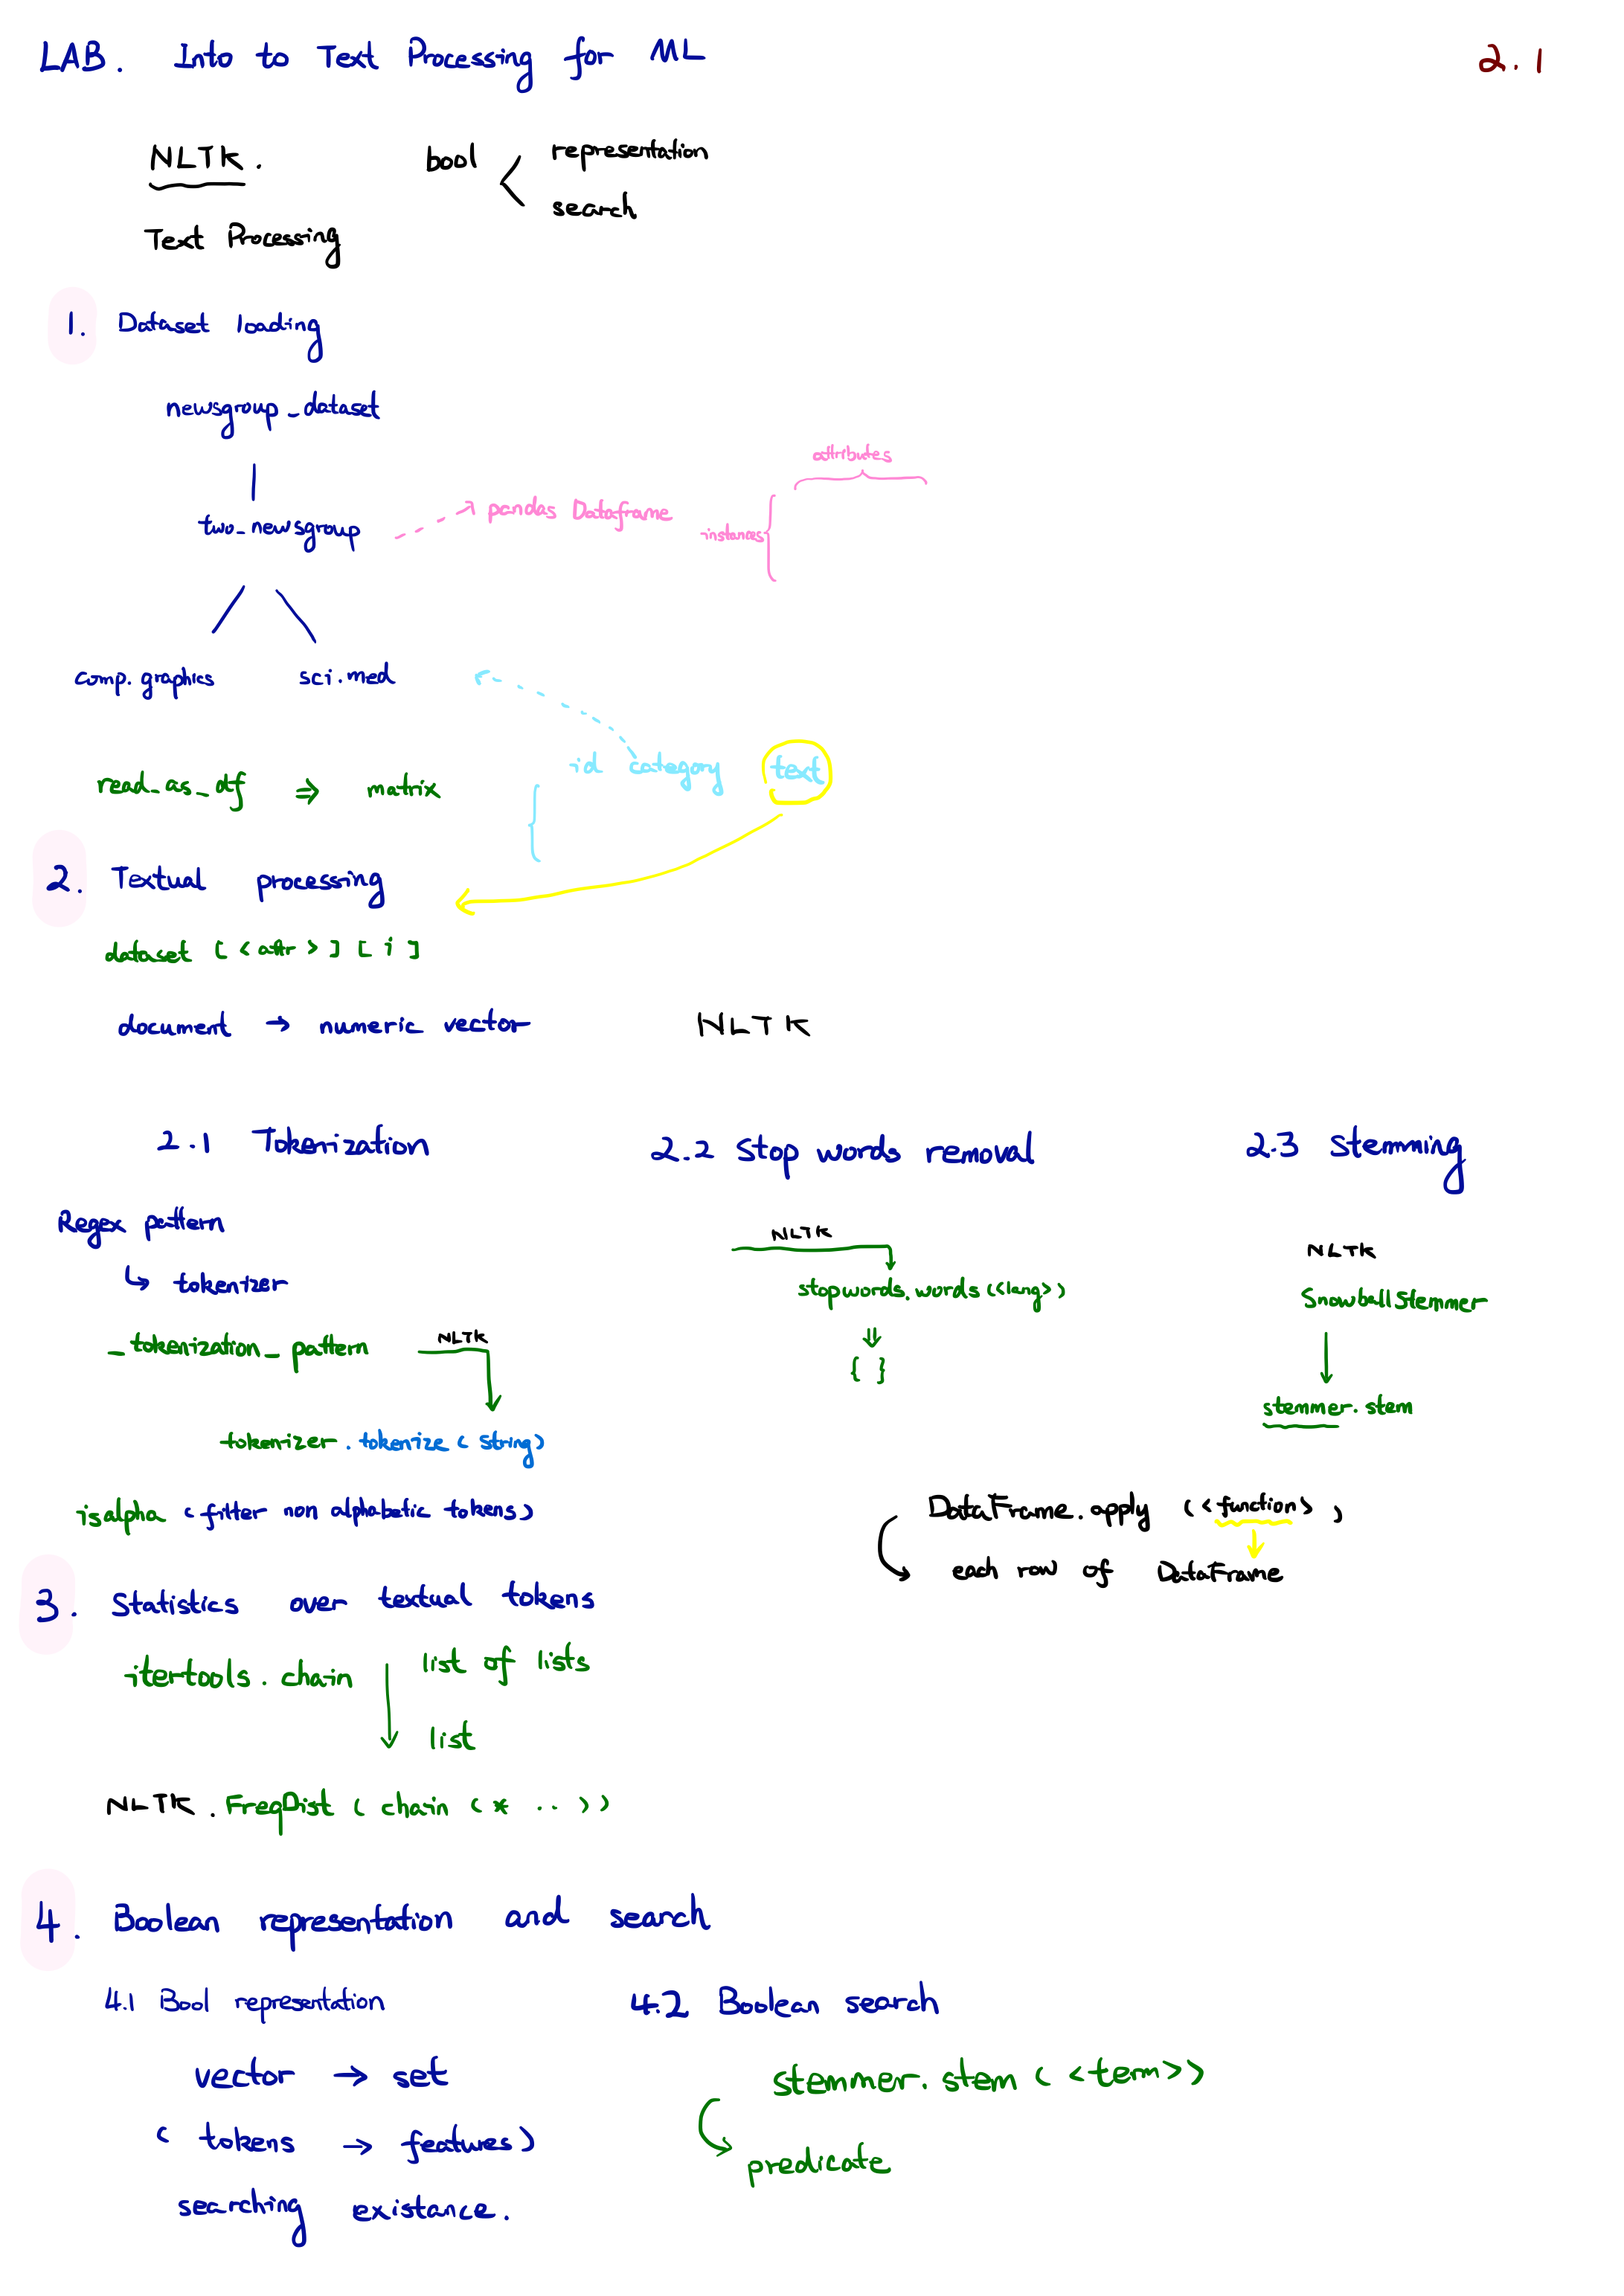 LAB. Into to Text Processing for ML 2.1
NLTK. bool representation
search
Text Processing
1. Dataset loading
newsgroup_dataset
attributes
two_newsgroup pandas Dataframe instances
comp.graphics sci.med
id category text
read_as_df ⇒ matrix
2. Textual processing
dataset [<attr>][i]
document → numeric vector NLTK
2.1 Tokenization 2.2 Stop words removal 2.3 Stemming
Regex pattern NLTK NLTK
↳ tokenizer stopwords.words(<lang>) SnowballStemmer
_tokenization_pattern NLTK ⇓
{ }
stemmer.stem
tokenizer.tokenize(string)
isalpha (filter non alphabetic tokens) DataFrame.apply (<function>)
each row of DataFrame
3. Statistics over textual tokens
itertools.chain list of lists
list
NLTK.FreqDist(chain(* ..))
4. Boolean representation and search
4.1 Bool representation 4.2 Boolean search
vector → set stemmer.stem(<term>)
(tokens → features) predicate
searching existance.